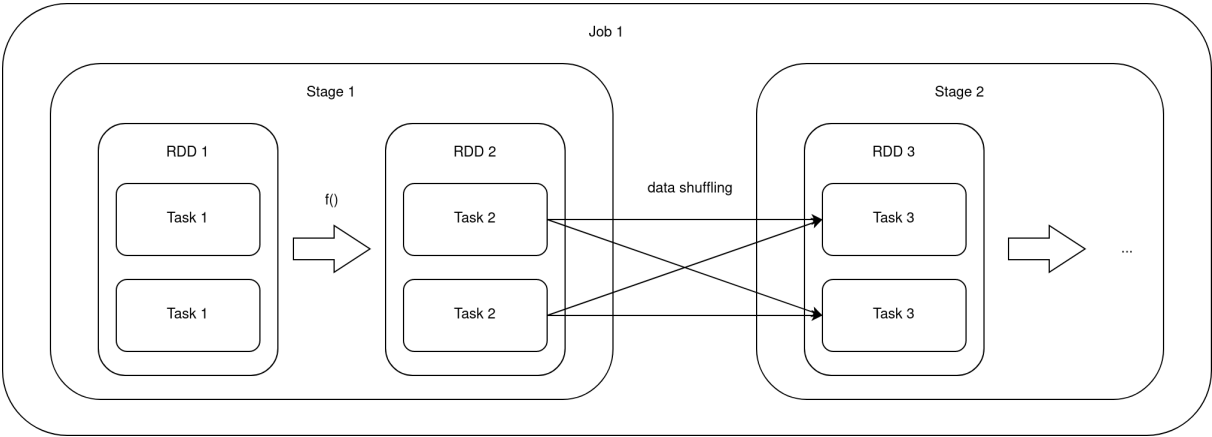 Job 1
Stage 1
RDD 1
Task 1
Task 1
f()
RDD 2
Task 2
Task 2
data shuffling
Stage 2
RDD 3
Task 3
Task 3
...